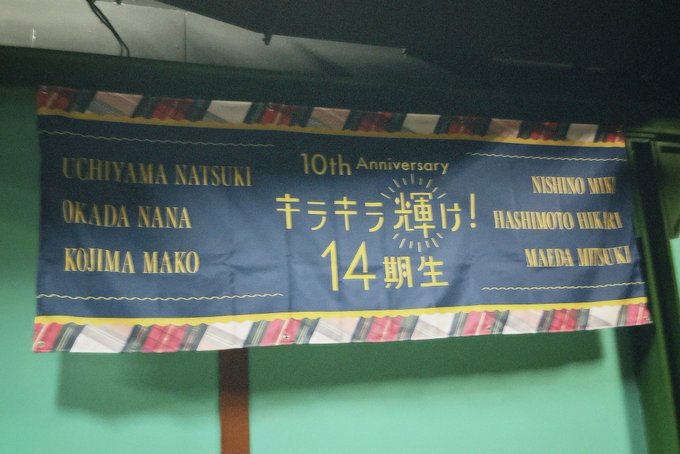 UCHIYAMA NATSUKI
OKADA NANA
KOJIMA MAKO
10th Anniversary
キラキラ輝け!
14期生
NISHINO MIKI
HASHIMOTO HIKARI
MAEDA MITSUKI